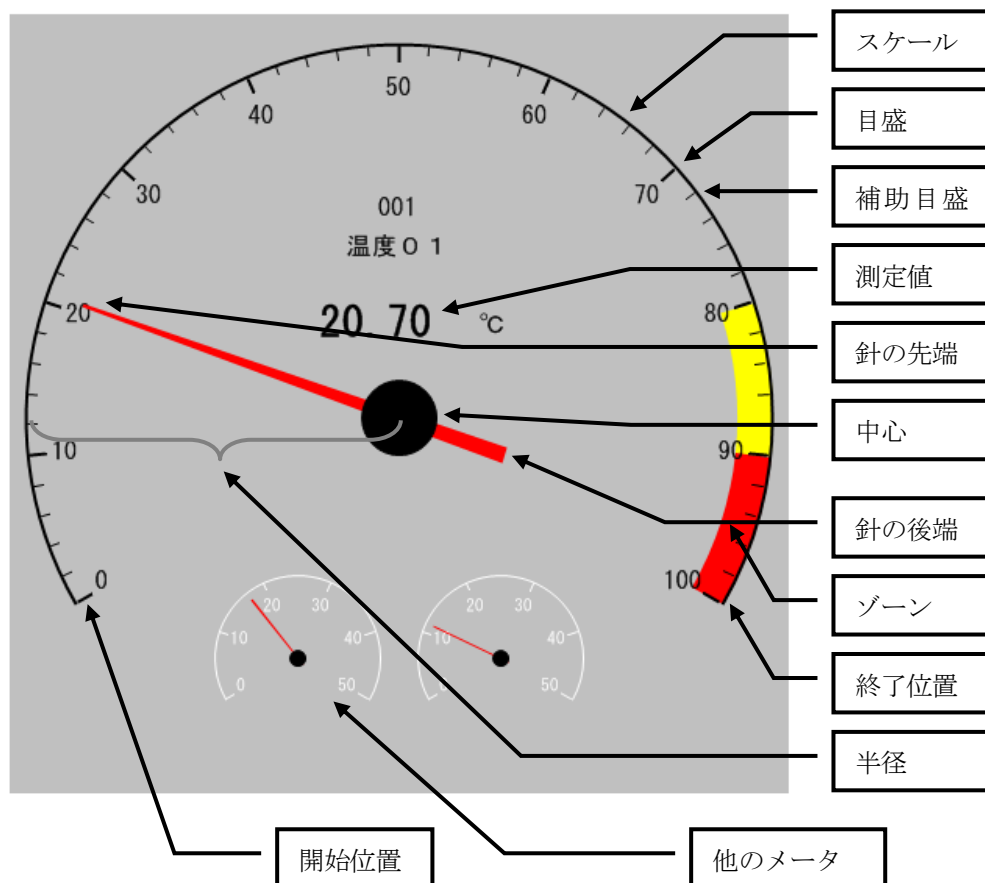 スケール
目盛
補助目盛
測定値
針の先端
中心
針の後端
ゾーン
終了位置
半径
開始位置
他のメータ
50
40
60
30
70
001
温度０１
20
20.70 ℃
80
10
90
0
100
20 30
10 40
0 50
20 30
10 40
0 50